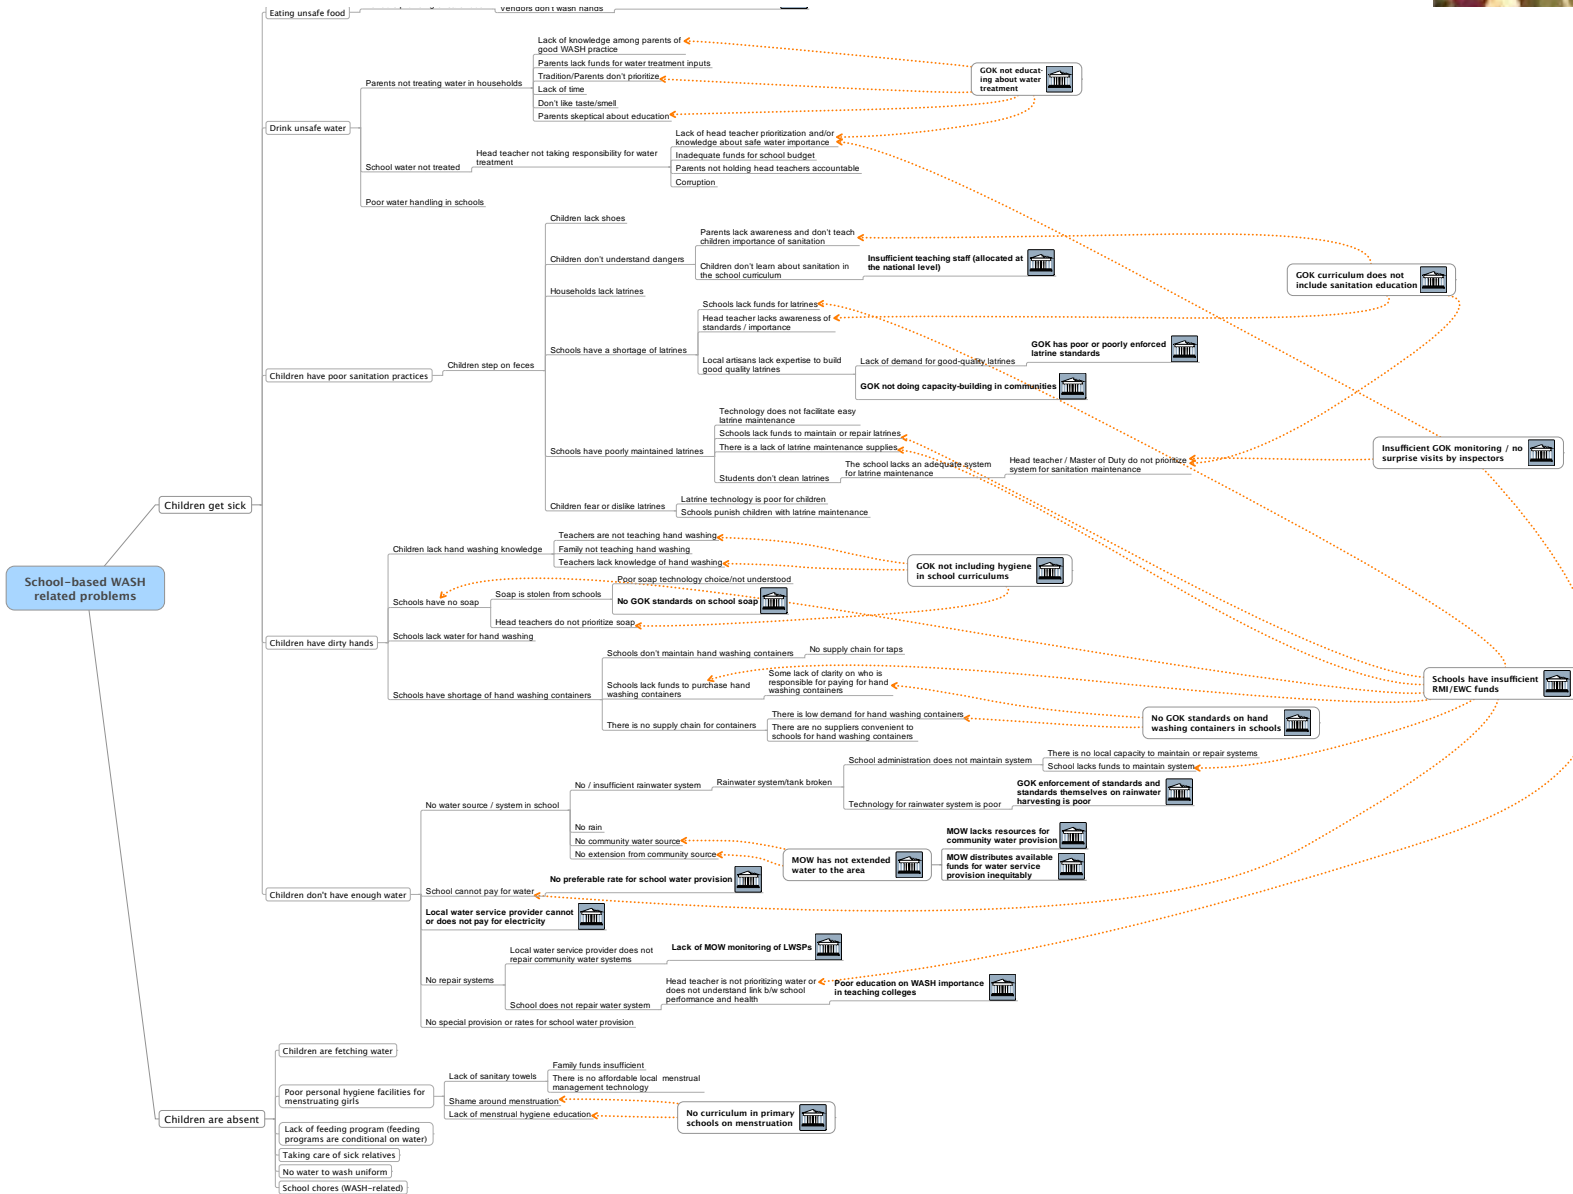 Eating unsafe food
Vendors don't wash hands
Lack of knowledge among parents of
good WASH practice
Parents lack funds for water treatment inputs
Tradition/Parents don't prioritize
Lack of time
Don't like taste/smell
Parents skeptical about education
Parents not treating water in households
GOK not educat-
ing about water
treatment
Drink unsafe water
Lack of head teacher prioritization and/or
knowledge about safe water importance
Inadequate funds for school budget
Parents not holding head teachers accountable
Corruption
Head teacher not taking responsibility for water
treatment
School water not treated
Poor water handling in schools
Children lack shoes
Parents lack awareness and don't teach
children importance of sanitation
Children don't understand dangers
Children don't learn about sanitation in
the school curriculum
Insufficient teaching staff (allocated at
the national level)
GOK curriculum does not
include sanitation education
Households lack latrines
Schools lack funds for latrines
Head teacher lacks awareness of
standards / importance
Schools have a shortage of latrines
Local artisans lack expertise to build
good quality latrines
Lack of demand for good-quality latrines
GOK has poor or poorly enforced
latrine standards
GOK not doing capacity-building in communities
Children step on feces
Children have poor sanitation practices
Technology does not facilitate easy
latrine maintenance
Schools lack funds to maintain or repair latrines
There is a lack of latrine maintenance supplies
Schools have poorly maintained latrines
Students don't clean latrines
The school lacks an adequate system
for latrine maintenance
Head teacher / Master of Duty do not prioritize
system for sanitation maintenance
Insufficient GOK monitoring / no
surprise visits by inspectors
Children fear or dislike latrines
Latrine technology is poor for children
Schools punish children with latrine maintenance
Children get sick
School-based WASH
related problems
Teachers are not teaching hand washing
Children lack hand washing knowledge
Family not teaching hand washing
Teachers lack knowledge of hand washing
GOK not including hygiene
in school curriculums
Poor soap technology choice/not understood
Soap is stolen from schools
No GOK standards on school soap
Schools have no soap
Head teachers do not prioritize soap
Schools lack water for hand washing
Children have dirty hands
Schools don't maintain hand washing containers
No supply chain for taps
Schools lack funds to purchase hand
washing containers
Some lack of clarity on who is
responsible for paying for hand
washing containers
Schools have shortage of hand washing containers
Schools have insufficient
RMI/EWC funds
There is no supply chain for containers
There is low demand for hand washing containers
There are no suppliers convenient to
schools for hand washing containers
No GOK standards on hand
washing containers in schools
School administration does not maintain system
There is no local capacity to maintain or repair systems
School lacks funds to maintain system
No / insufficient rainwater system
Rainwater system/tank broken
Technology for rainwater system is poor
GOK enforcement of standards and
standards themselves on rainwater
harvesting is poor
No water source / system in school
No rain
No community water source
No extension from community source
MOW has not extended
water to the area
MOW lacks resources for
community water provision
MOW distributes available
funds for water service
provision inequitably
Children don't have enough water
School cannot pay for water
No preferable rate for school water provision
Local water service provider cannot
or does not pay for electricity
Local water service provider does not
repair community water systems
Lack of MOW monitoring of LWSPs
No repair systems
School does not repair water system
Head teacher is not prioritizing water or
does not understand link b/w school
performance and health
Poor education on WASH importance
in teaching colleges
No special provision or rates for school water provision
Children are fetching water
Family funds insufficient
Lack of sanitary towels
There is no affordable local menstrual
management technology
Poor personal hygiene facilities for
menstruating girls
Shame around menstruation
Lack of menstrual hygiene education
No curriculum in primary
schools on menstruation
Children are absent
Lack of feeding program (feeding
programs are conditional on water)
Taking care of sick relatives
No water to wash uniform
School chores (WASH-related)